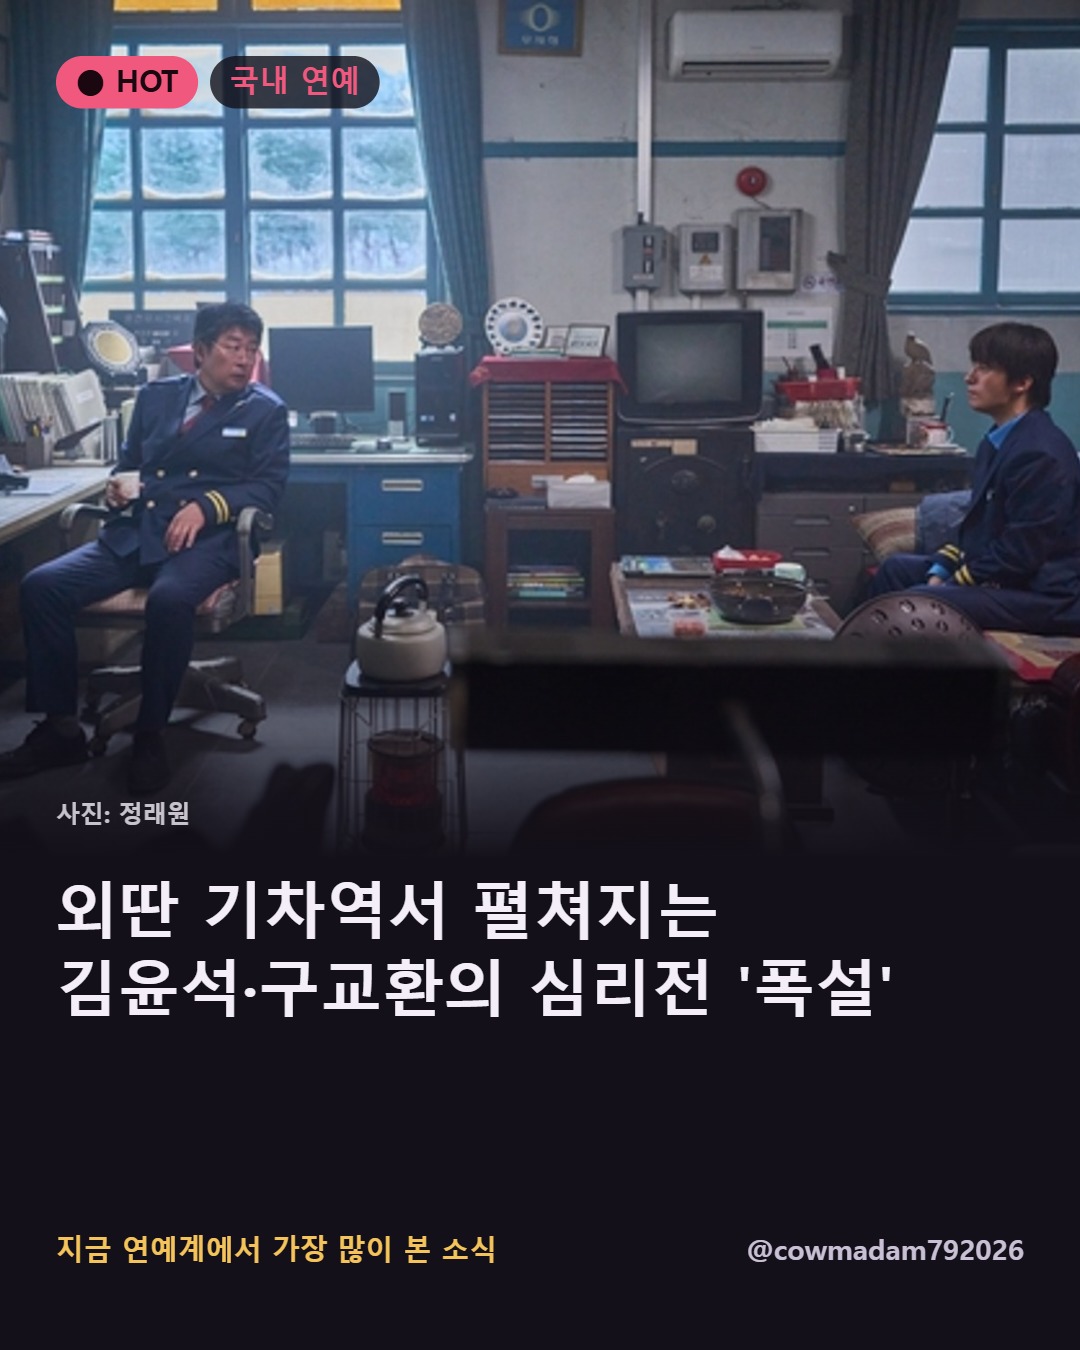 HOT
국내 연예
사진: 정래원
외딴 기차역서 펼쳐지는
김윤석·구교환의 심리전 '폭설'
지금 연예계에서 가장 많이 본 소식
@cowmadam792026